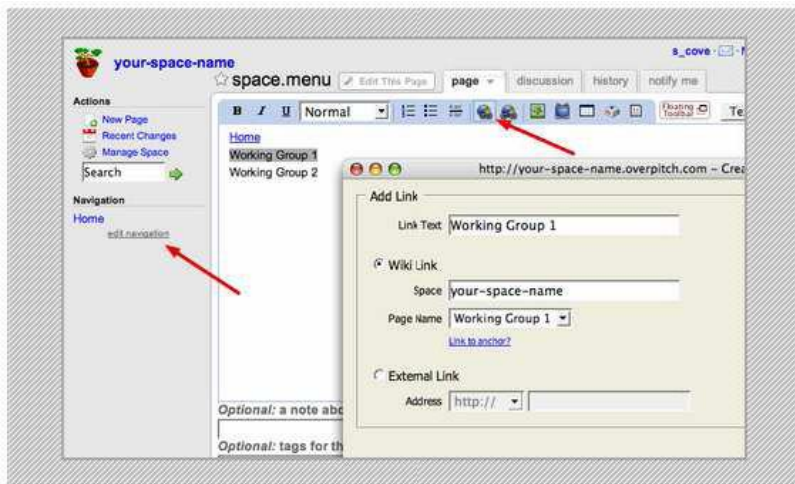 s_cove
your-space-name
space.menu Edit This Page page discussion history notify me
Actions
New Page
Recent Changes
Manage Space
Search
Navigation
Home
edit navigation
B I U Normal Floating Toolbar Te
Home
Working Group 1
Working Group 2
http://your-space-name.overpitch.com – Crea
Add Link
Link Text Working Group 1
Wiki Link
Space your-space-name
Page Name Working Group 1
Link to anchor?
External Link
Address http://
Optional: a note abo
Optional: tags for th